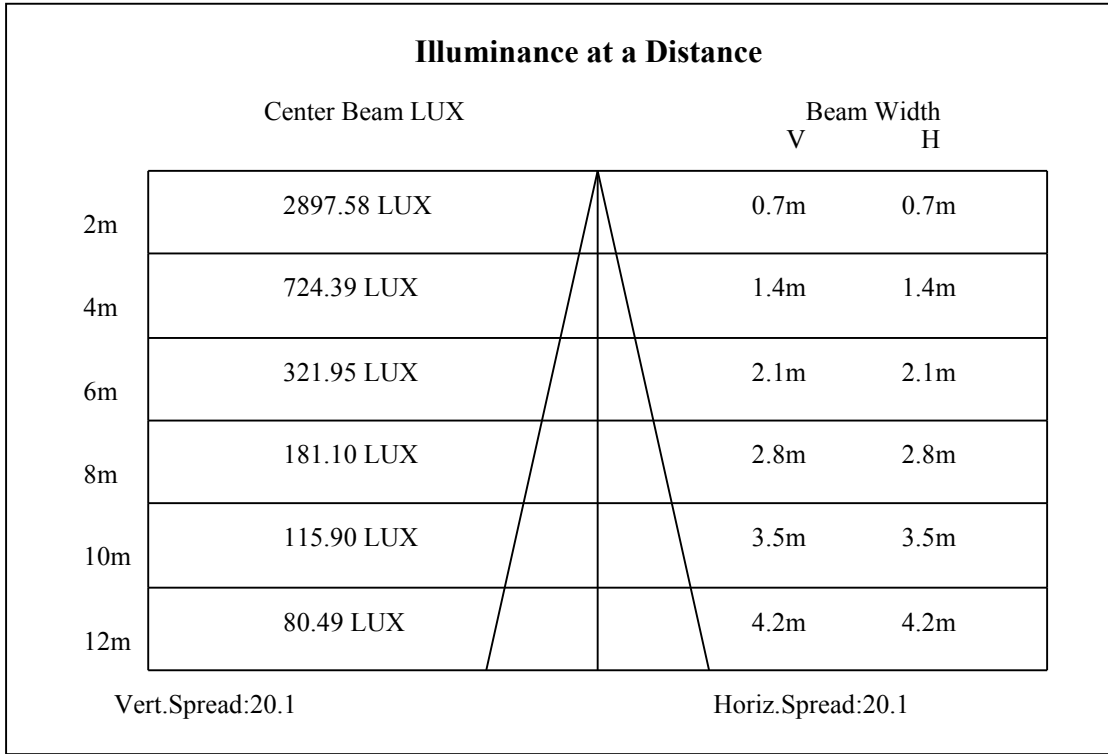 Illuminance at a Distance
Center Beam LUX Beam Width
V H
2m 2897.58 LUX 0.7m 0.7m
4m 724.39 LUX 1.4m 1.4m
6m 321.95 LUX 2.1m 2.1m
8m 181.10 LUX 2.8m 2.8m
10m 115.90 LUX 3.5m 3.5m
12m 80.49 LUX 4.2m 4.2m
Vert.Spread:20.1 Horiz.Spread:20.1